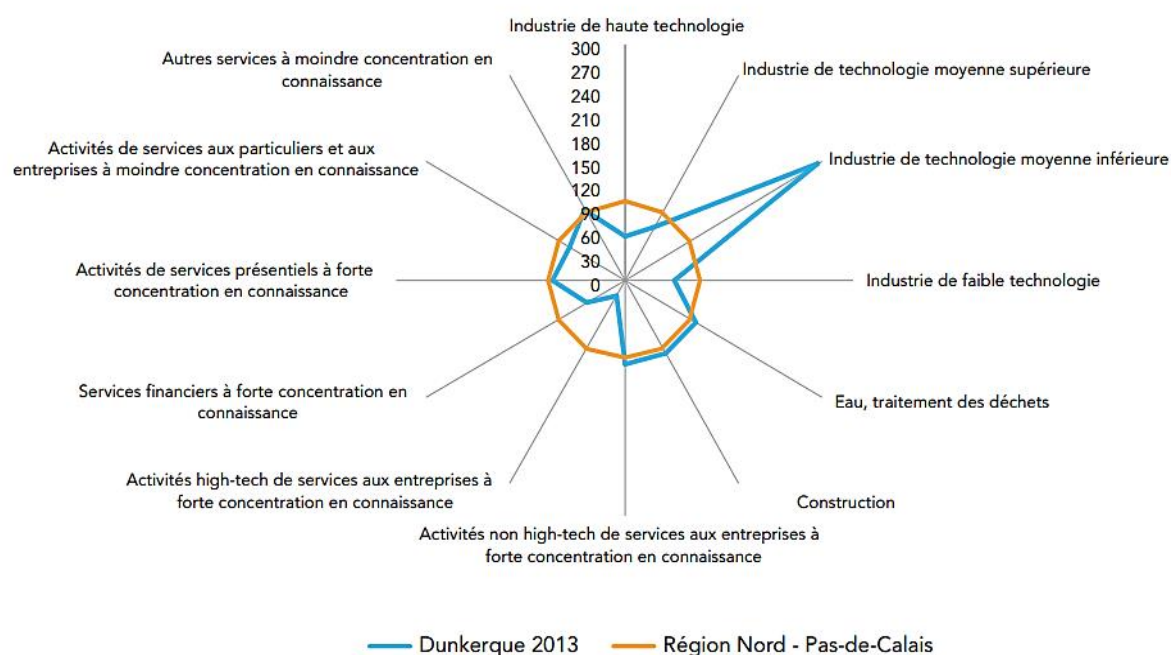 Industrie de haute technologie
300
270
240
210
180
150
120
90
60
30
0
Industrie de technologie moyenne supérieure
Industrie de technologie moyenne inférieure
Industrie de faible technologie
Eau, traitement des déchets
Construction
Activités non high-tech de services aux entreprises à
forte concentration en connaissance
Activités high-tech de services aux entreprises à
forte concentration en connaissance
Services financiers à forte concentration en
connaissance
Activités de services présentiels à forte
concentration en connaissance
Activités de services aux particuliers et aux
entreprises à moindre concentration en connaissance
Autres services à moindre concentration en
connaissance
Dunkerque 2013
Région Nord - Pas-de-Calais